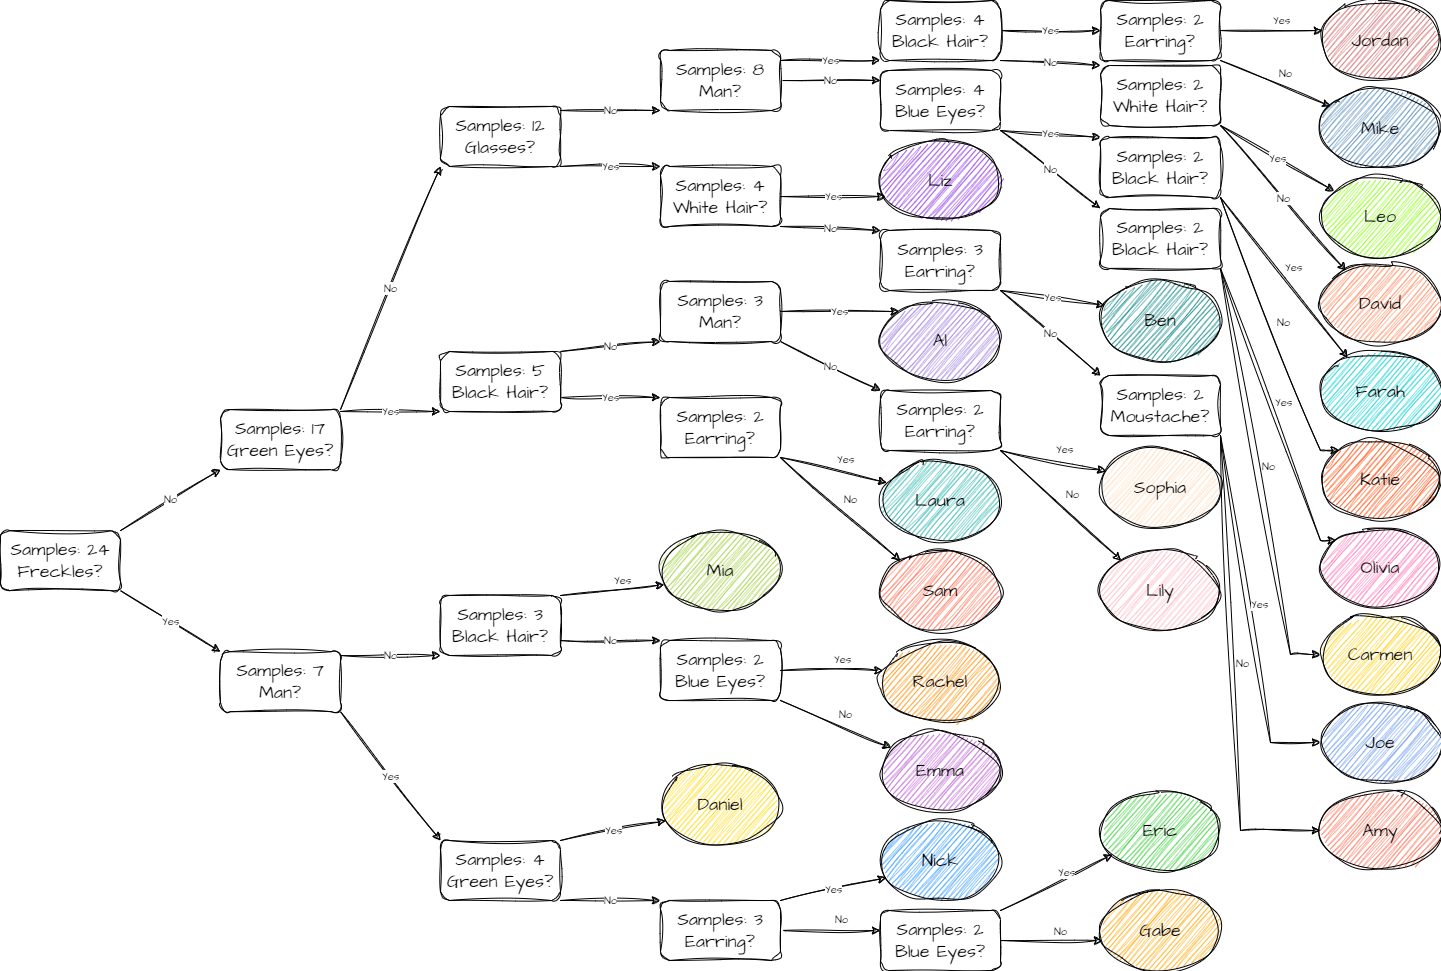 Samples: 24
Freckles?
No
Yes
Samples: 17
Green Eyes?
No
Yes
Samples: 7
Man?
No
Yes
Samples: 12
Glasses?
No
Yes
Samples: 5
Black Hair?
No
Yes
Samples: 3
Black Hair?
Yes
No
Samples: 4
Green Eyes?
Yes
No
Samples: 8
Man?
Yes
No
Samples: 4
White Hair?
Yes
No
Samples: 3
Man?
Yes
No
Samples: 2
Earring?
Yes
No
Mia
Samples: 2
Blue Eyes?
Yes
No
Daniel
Samples: 3
Earring?
Yes
No
Samples: 4
Black Hair?
Yes
No
Samples: 4
Blue Eyes?
Yes
No
Liz
Samples: 3
Earring?
Yes
No
Al
Samples: 2
Earring?
Yes
No
Laura
Sam
Rachel
Emma
Nick
Samples: 2
Blue Eyes?
Yes
No
Samples: 2
Earring?
Yes
No
Samples: 2
White Hair?
Yes
No
Samples: 2
Black Hair?
Yes
No
Samples: 2
Black Hair?
Yes
No
Ben
Samples: 2
Moustache?
Yes
No
Sophia
Lily
Eric
Gabe
Jordan
Mike
Leo
David
Farah
Katie
Olivia
Carmen
Joe
Amy